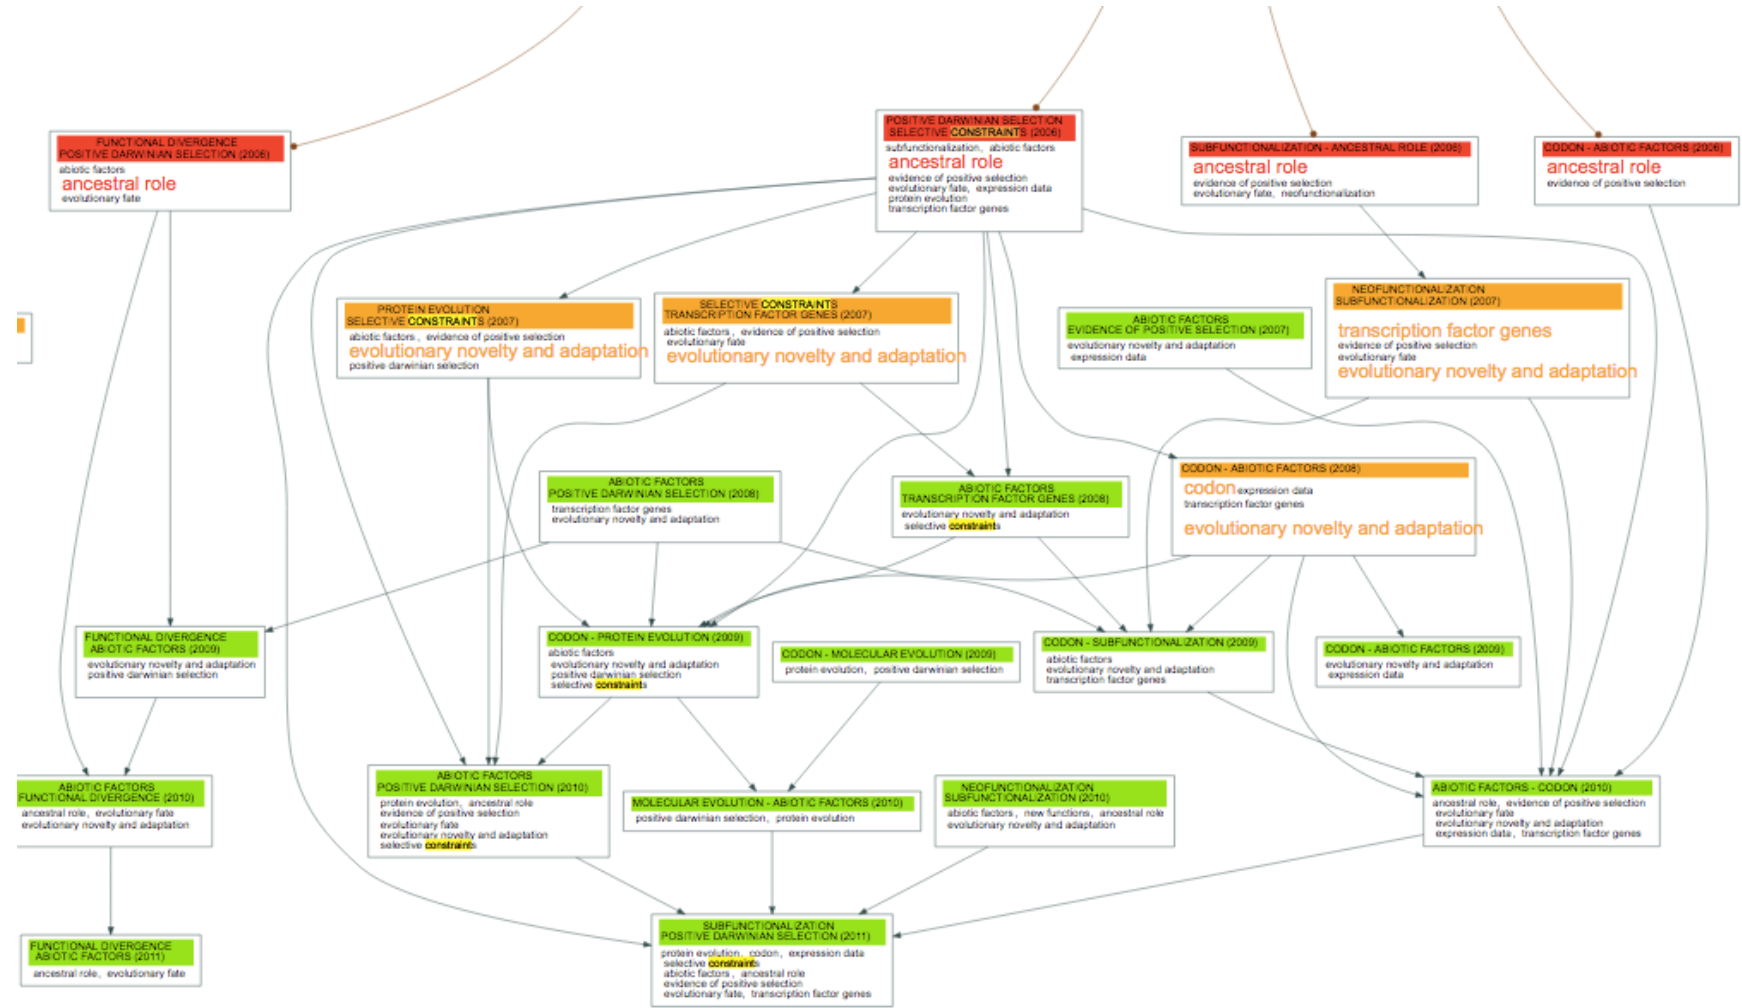 FUNCTIONAL DIVERGENCE
POSITIVE DARWINIAN SELECTION (2006)
abiotic factors
ancestral role
evolutionary fate
POSITIVE DARWINIAN SELECTION
SELECTIVE CONSTRAINTS (2006)
subfunctionalization, abiotic factors
ancestral role
evidence of positive selection
evolutionary fate, expression data
protein evolution
transcription factor genes
SUBFUNCTIONALIZATION - ANCESTRAL ROLE (2006)
ancestral role
evidence of positive selection
evolutionary fate, neofunctionalization
CODON - ABIOTIC FACTORS (2006)
ancestral role
evidence of positive selection
PROTEIN EVOLUTION
SELECTIVE CONSTRAINTS (2007)
abiotic factors, evidence of positive selection
evolutionary novelty and adaptation
positive darwinian selection
SELECTIVE CONSTRAINTS
TRANSCRIPTION FACTOR GENES (2007)
abiotic factors, evidence of positive selection
evolutionary fate
evolutionary novelty and adaptation
ABIOTIC FACTORS
EVIDENCE OF POSITIVE SELECTION (2007)
evolutionary novelty and adaptation
expression data
NEOFUNCTIONALIZATION
SUBFUNCTIONALIZATION (2007)
transcription factor genes
evidence of positive selection
evolutionary fate
evolutionary novelty and adaptation
ABIOTIC FACTORS
POSITIVE DARWINIAN SELECTION (2008)
transcription factor genes
evolutionary novelty and adaptation
ABIOTIC FACTORS
TRANSCRIPTION FACTOR GENES (2008)
evolutionary novelty and adaptation
selective constraints
CODON - ABIOTIC FACTORS (2008)
codon expression data
transcription factor genes
evolutionary novelty and adaptation
FUNCTIONAL DIVERGENCE
ABIOTIC FACTORS (2009)
evolutionary novelty and adaptation
positive darwinian selection
CODON - PROTEIN EVOLUTION (2009)
abiotic factors
evolutionary novelty and adaptation
positive darwinian selection
selective constraints
CODON - MOLECULAR EVOLUTION (2009)
protein evolution, positive darwinian selection
CODON - SUBFUNCTIONALIZATION (2009)
abiotic factors
evolutionary novelty and adaptation
transcription factor genes
CODON - ABIOTIC FACTORS (2009)
evolutionary novelty and adaptation
expression data
ABIOTIC FACTORS
FUNCTIONAL DIVERGENCE (2010)
ancestral role, evolutionary fate
evolutionary novelty and adaptation
ABIOTIC FACTORS
POSITIVE DARWINIAN SELECTION (2010)
protein evolution, ancestral role
evidence of positive selection
evolutionary fate
evolutionary novelty and adaptation
selective constraints
MOLECULAR EVOLUTION - ABIOTIC FACTORS (2010)
positive darwinian selection, protein evolution
NEOFUNCTIONALIZATION
SUBFUNCTIONALIZATION (2010)
abiotic factors, new functions, ancestral role
evolutionary novelty and adaptation
ABIOTIC FACTORS - CODON (2010)
ancestral role, evidence of positive selection
evolutionary fate
evolutionary novelty and adaptation
expression data, transcription factor genes
FUNCTIONAL DIVERGENCE
ABIOTIC FACTORS (2011)
ancestral role, evolutionary fate
SUBFUNCTIONALIZATION
POSITIVE DARWINIAN SELECTION (2011)
protein evolution, codon, expression data
selective constraints
abiotic factors, ancestral role
evidence of positive selection
evolutionary fate, transcription factor genes